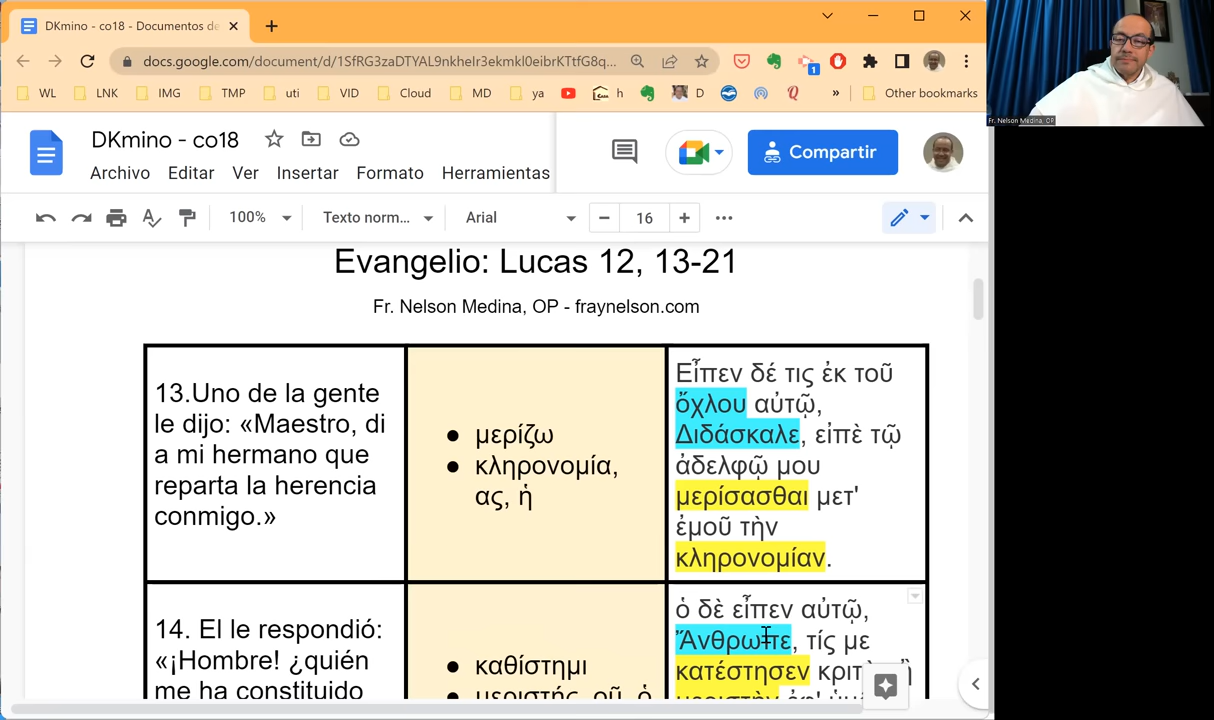 DKmino - co18 - Documentos de
docs.google.com/document/d/1SfRG3zaDTYAL9nkheIr3ekmkl0eibrKTtfG8q...
WL LNK IMG TMP uti VID Cloud MD ya h D » Other bookmarks
Fr. Nelson Medina, OP
DKmino - co18
Archivo Editar Ver Insertar Formato Herramientas
Compartir
100% Texto norm... Arial 16
Evangelio: Lucas 12, 13-21
Fr. Nelson Medina, OP - fraynelson.com
13.Uno de la gente
le dijo: «Maestro, di
a mi hermano que
reparta la herencia
conmigo.»
μερίζω
κληρονομία,
ας, ἡ
Εἶπεν δέ τις ἐκ τοῦ
ὄχλου αὐτῷ,
Διδάσκαλε, εἰπὲ τῷ
ἀδελφῷ μου
μερίσασθαι μετ'
ἐμοῦ τὴν
κληρονομίαν.
14. El le respondió:
«¡Hombre! ¿quién
me ha constituido
καθίστημι
μεριστής, οῦ, ὁ
ὁ δὲ εἶπεν αὐτῷ,
Ἄνθρωπε, τίς με
κατέστησεν